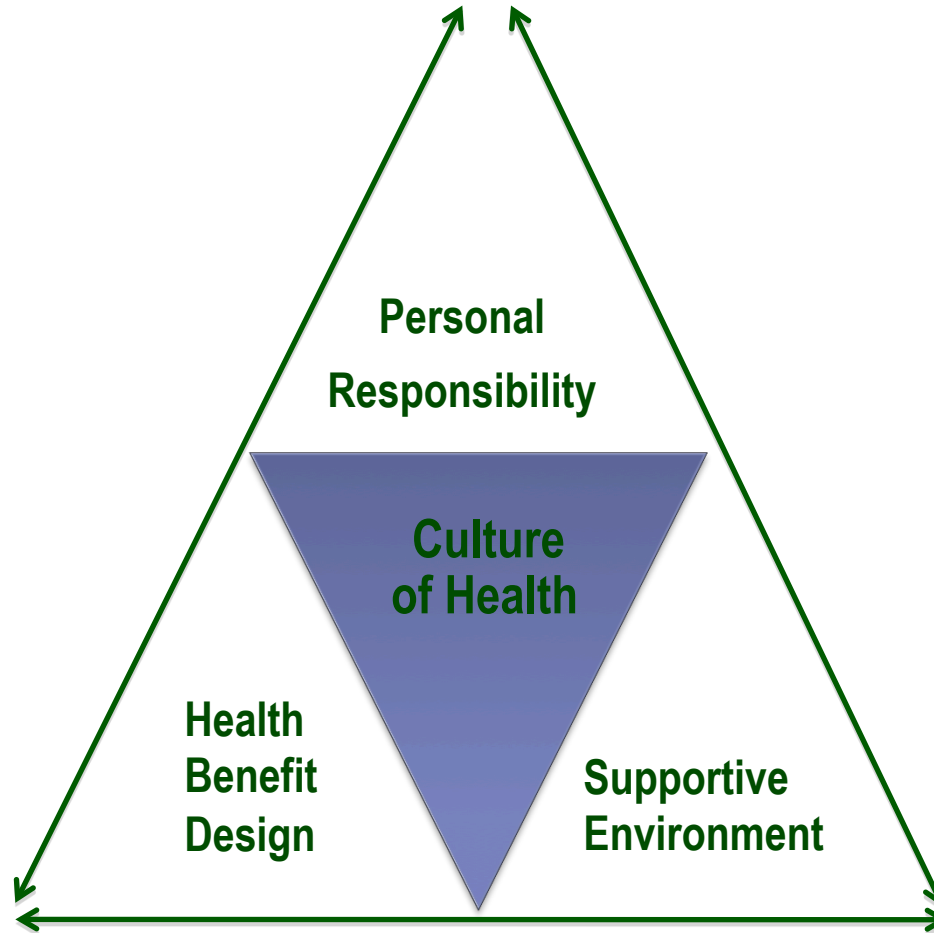 Personal
Responsibility
Culture
of Health
Health
Benefit
Design
Supportive
Environment